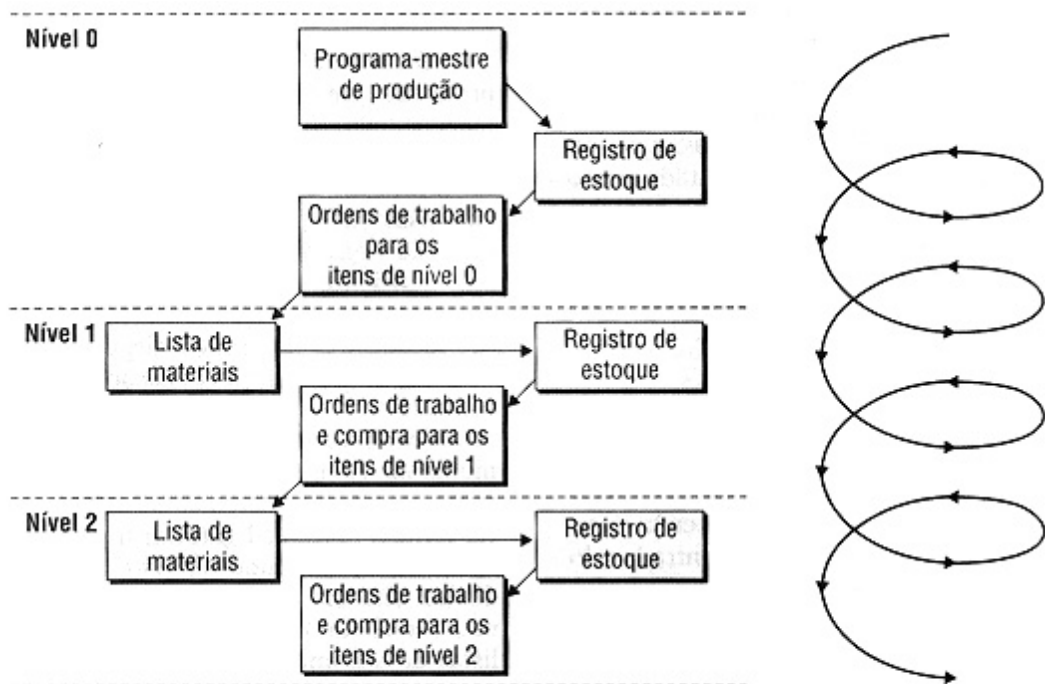 Nível 0
Programa-mestre
de produção
Registro de
estoque
Ordens de trabalho
para os
itens de nível 0
Nível 1
Lista de
materiais
Registro de
estoque
Ordens de trabalho
e compra para os
itens de nível 1
Nível 2
Lista de
materiais
Registro de
estoque
Ordens de trabalho
e compra para os
itens de nível 2